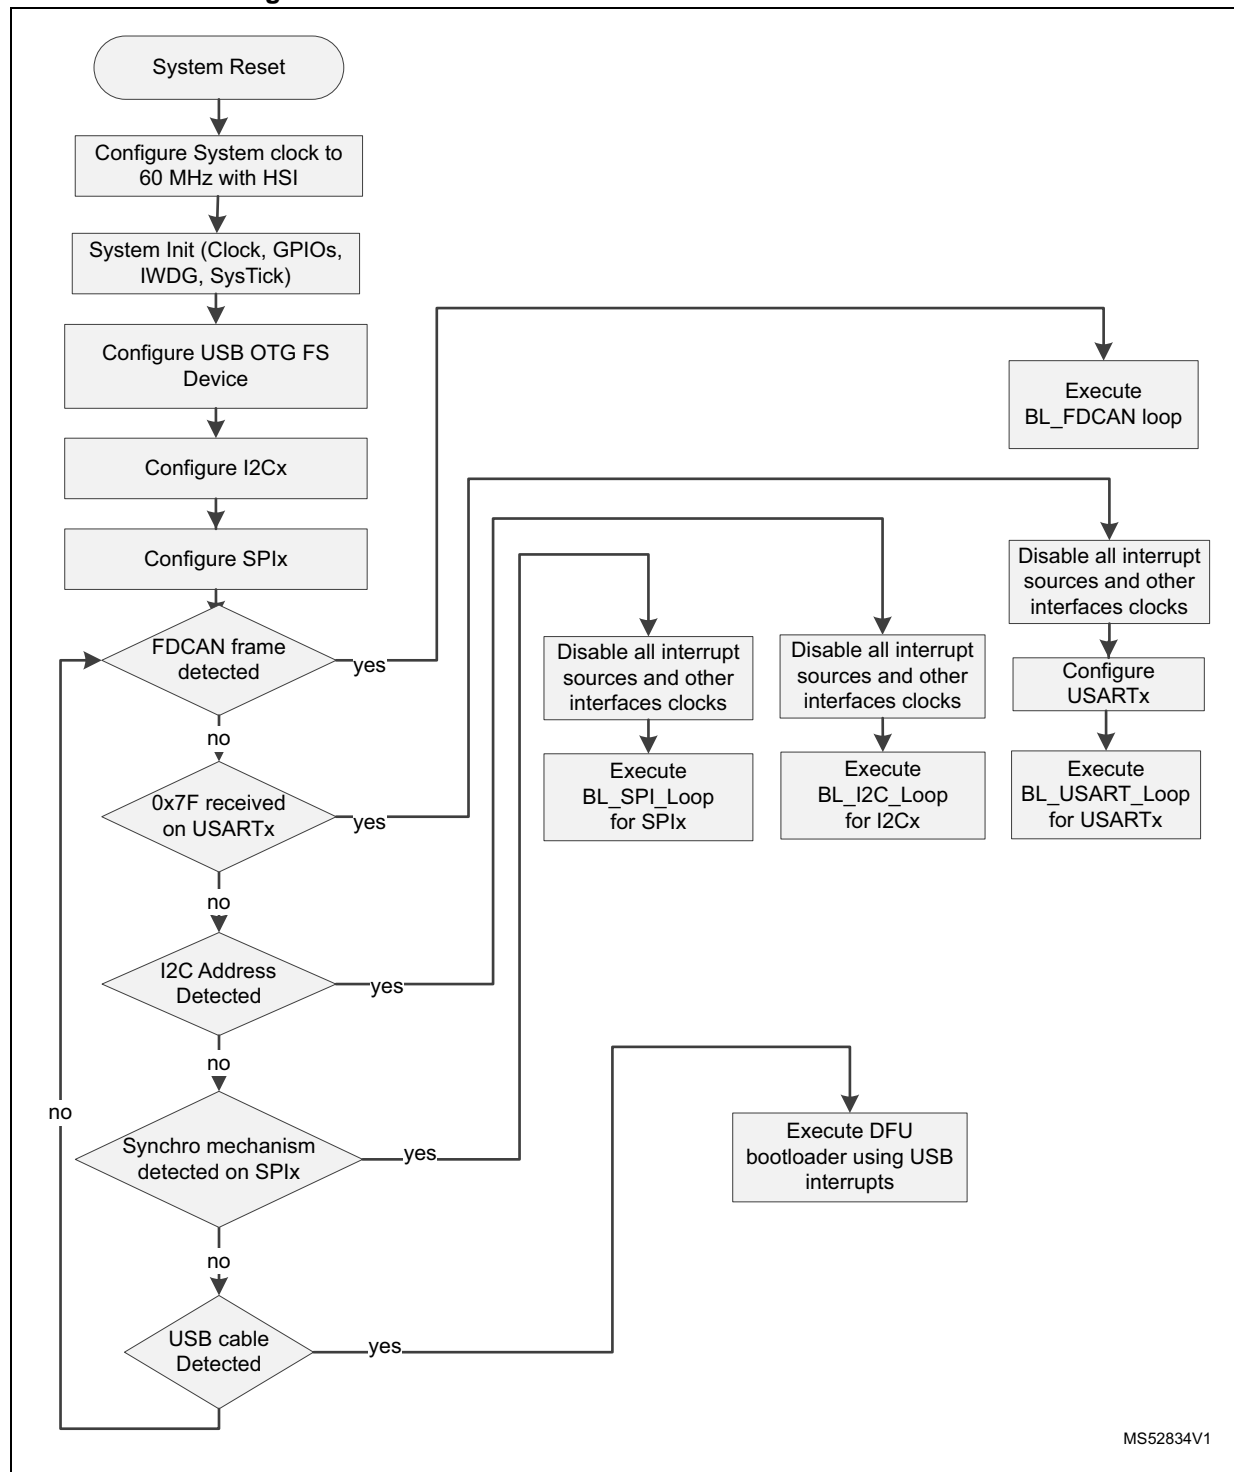 System Reset
Configure System clock to
60 MHz with HSI
System Init (Clock, GPIOs,
IWDG, SysTick)
Configure USB OTG FS
Device
Configure I2Cx
Configure SPIx
FDCAN frame
detected
yes
Execute
BL_FDCAN loop
no
0x7F received
on USARTx
yes
Disable all interrupt
sources and other
interfaces clocks
Configure
USARTx
Execute
BL_USART_Loop
for USARTx
no
I2C Address
Detected
yes
Disable all interrupt
sources and other
interfaces clocks
Execute
BL_I2C_Loop
for I2Cx
no
Synchro mechanism
detected on SPIx
yes
Disable all interrupt
sources and other
interfaces clocks
Execute
BL_SPI_Loop
for SPIx
no
USB cable
Detected
yes
Execute DFU
bootloader using USB
interrupts
no
MS52834V1